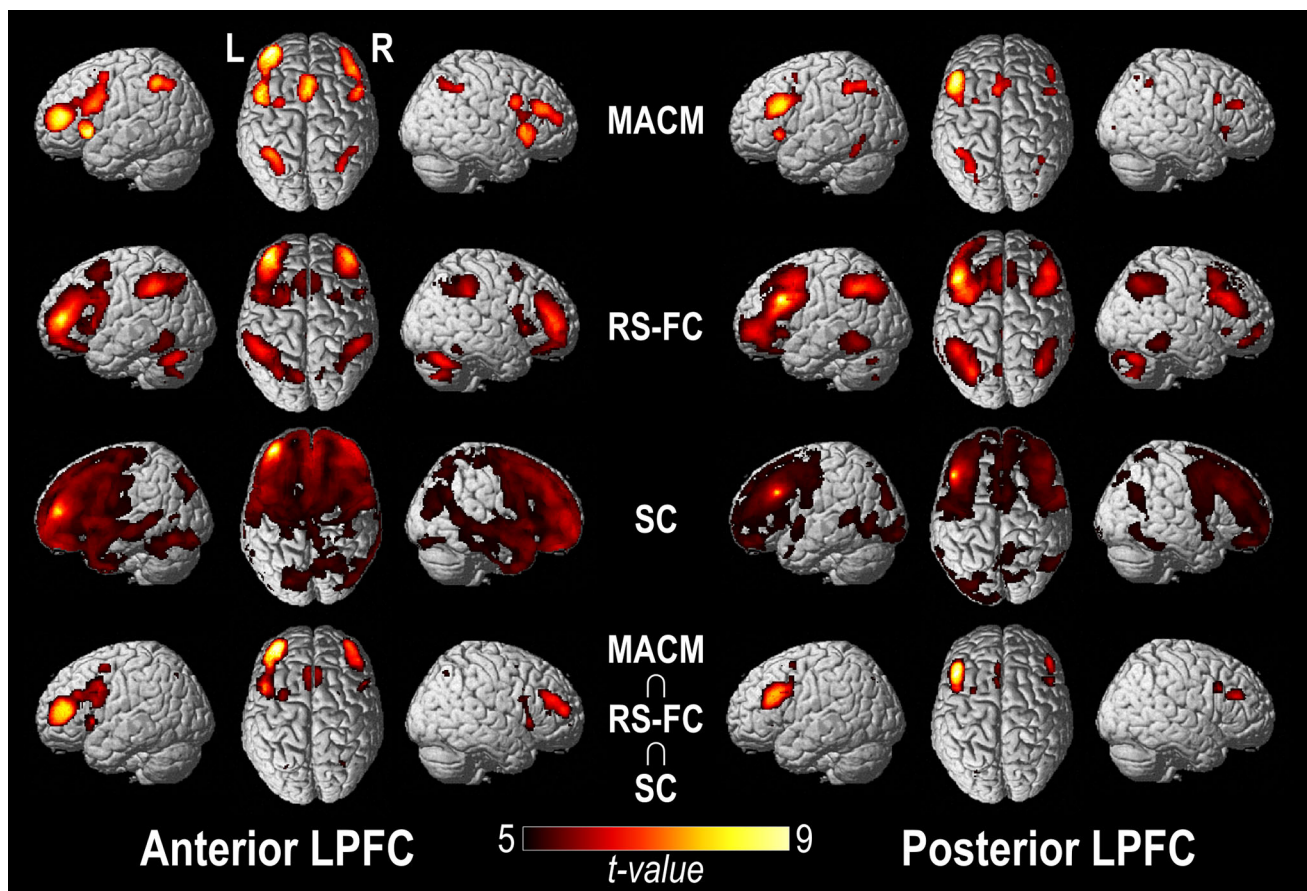 L R
MACM
RS-FC
SC
MACM
∩
RS-FC
∩
SC
5 9
t-value
Anterior LPFC Posterior LPFC